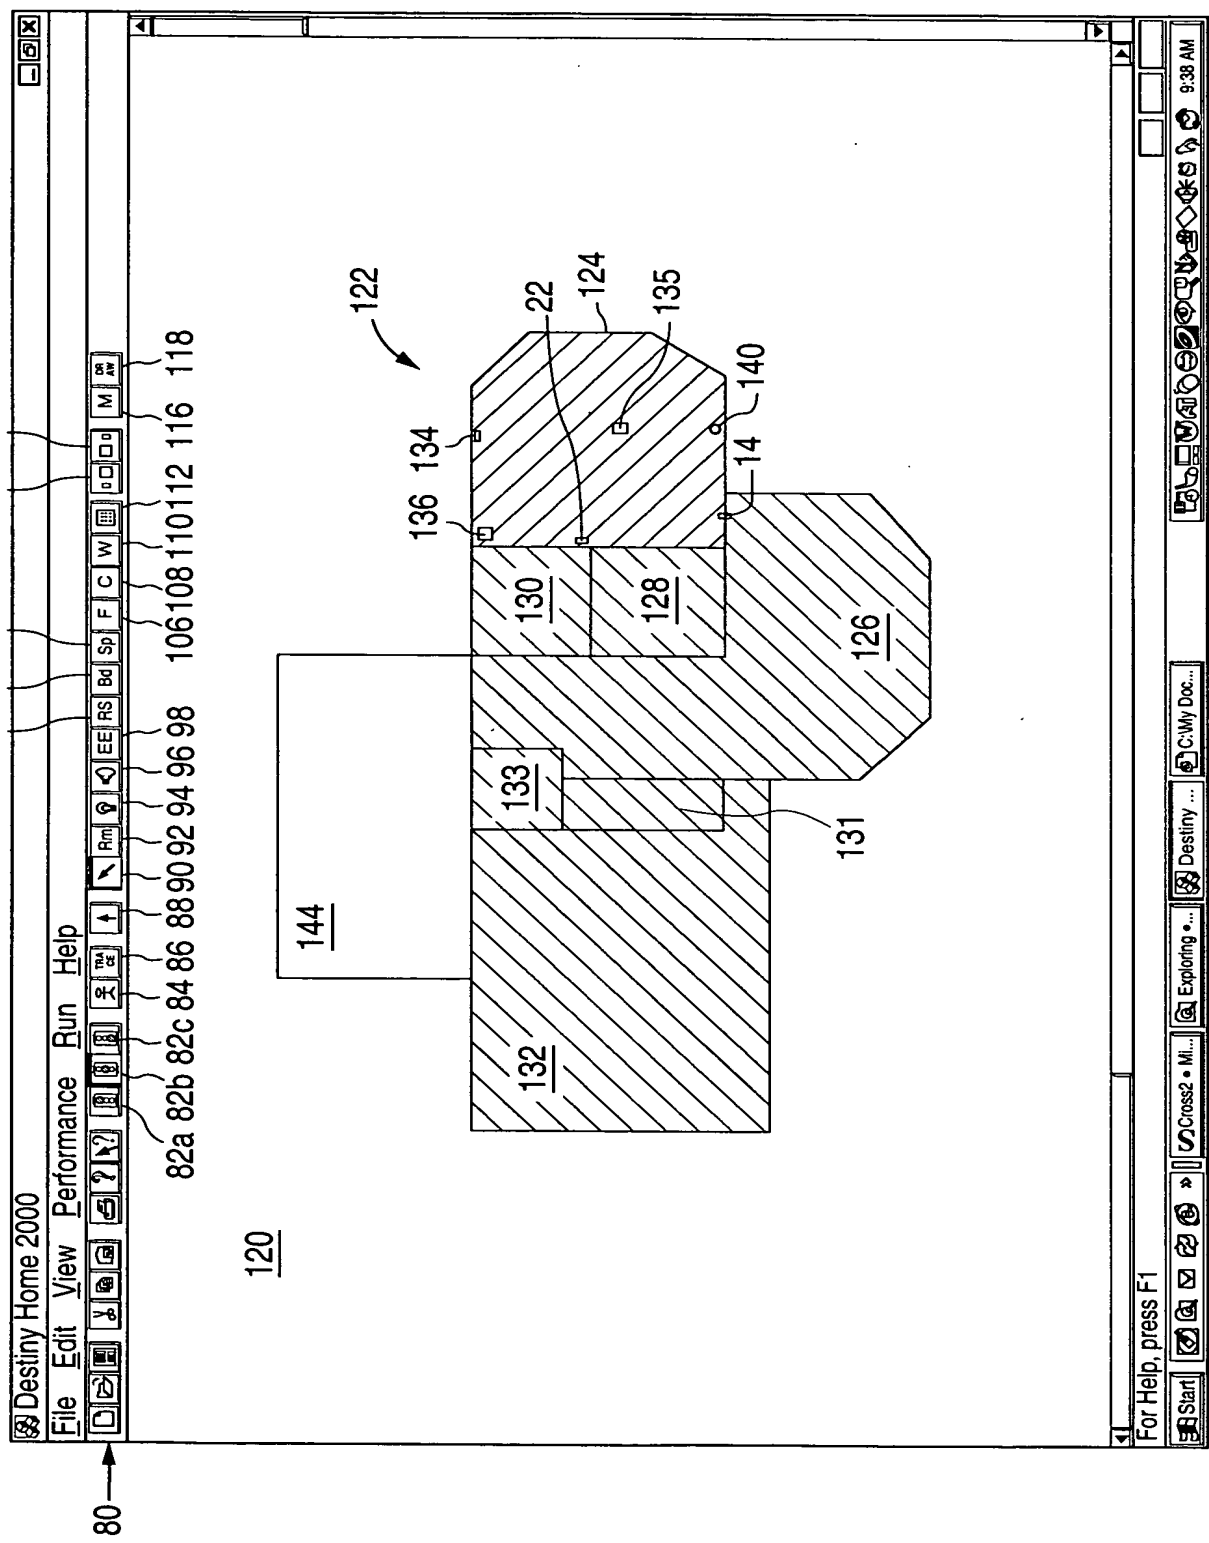 Destiny Home 2000
File Edit View Performance Run Help
80
? ? TRACE Rm EE RS Bd Sp F C W M DRAW
82a 82b 82c 84 86 88 90 92 94 96 98 106 108 110 112 116 118
120
122
144
136
134
22
124
135
140
14
130
128
133
132
131
126
For Help, press F1
Start
»
Cross2 • Mi...
Exploring •...
Destiny ...
C:\My Doc...
9:38 AM